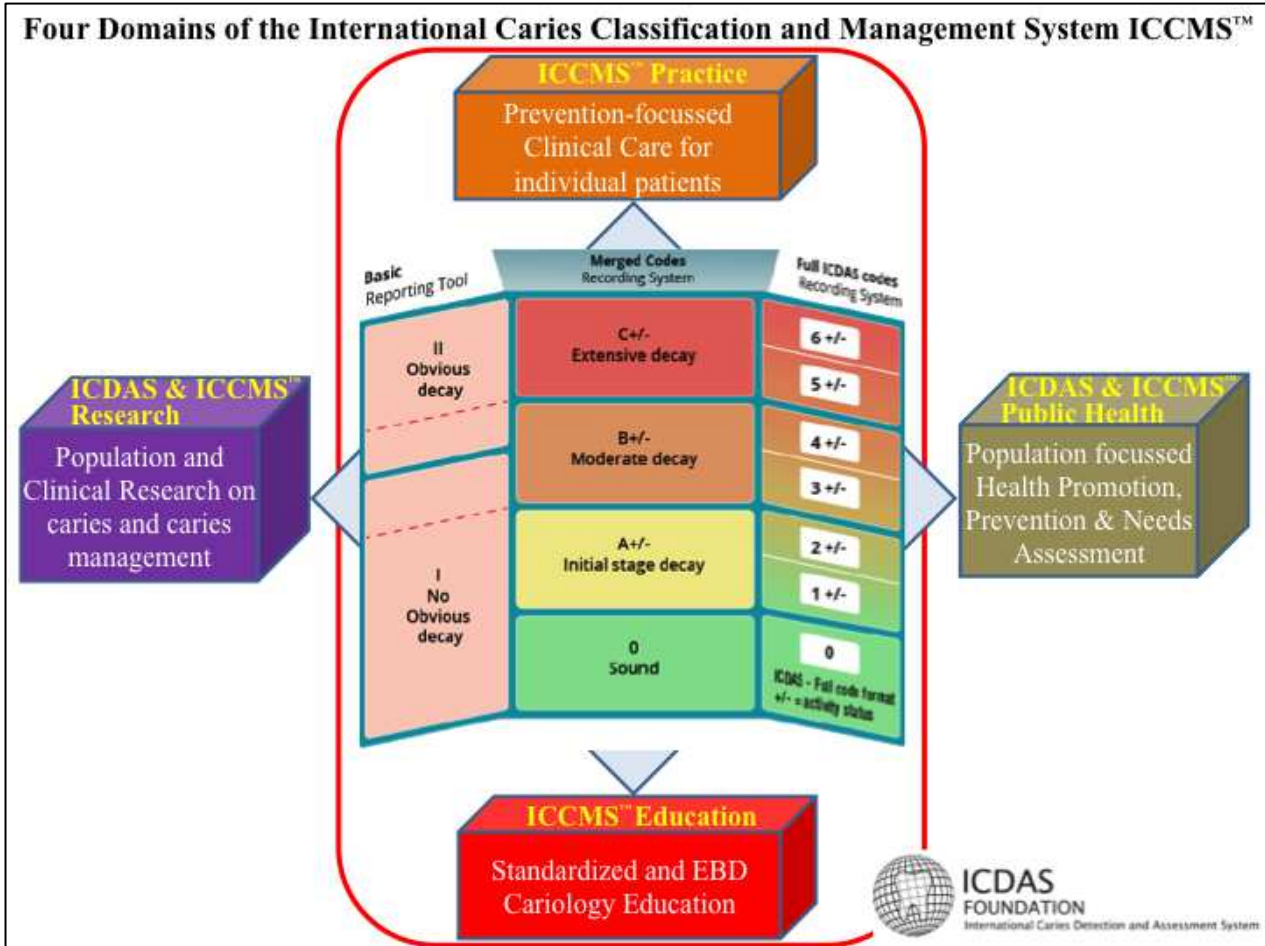 Four Domains of the International Caries Classification and Management System ICCMS™
ICCMS™ Practice
Prevention-focussed
Clinical Care for
individual patients
Basic
Reporting Tool
Merged Codes
Recording System
Full ICDAS codes
Recording System
II
Obvious
decay
I
No
Obvious
decay
C+/-
Extensive decay
B+/-
Moderate decay
A+/-
Initial stage decay
0
Sound
6 +/-
5 +/-
4 +/-
3 +/-
2 +/-
1 +/-
0
ICDAS - Full code format
+/- = activity status
ICDAS & ICCMS™
Research
Population and
Clinical Research on
caries and caries
management
ICDAS & ICCMS™
Public Health
Population focussed
Health Promotion,
Prevention & Needs
Assessment
ICCMS™ Education
Standardized and EBD
Cariology Education
ICDAS
FOUNDATION
International Caries Detection and Assessment System